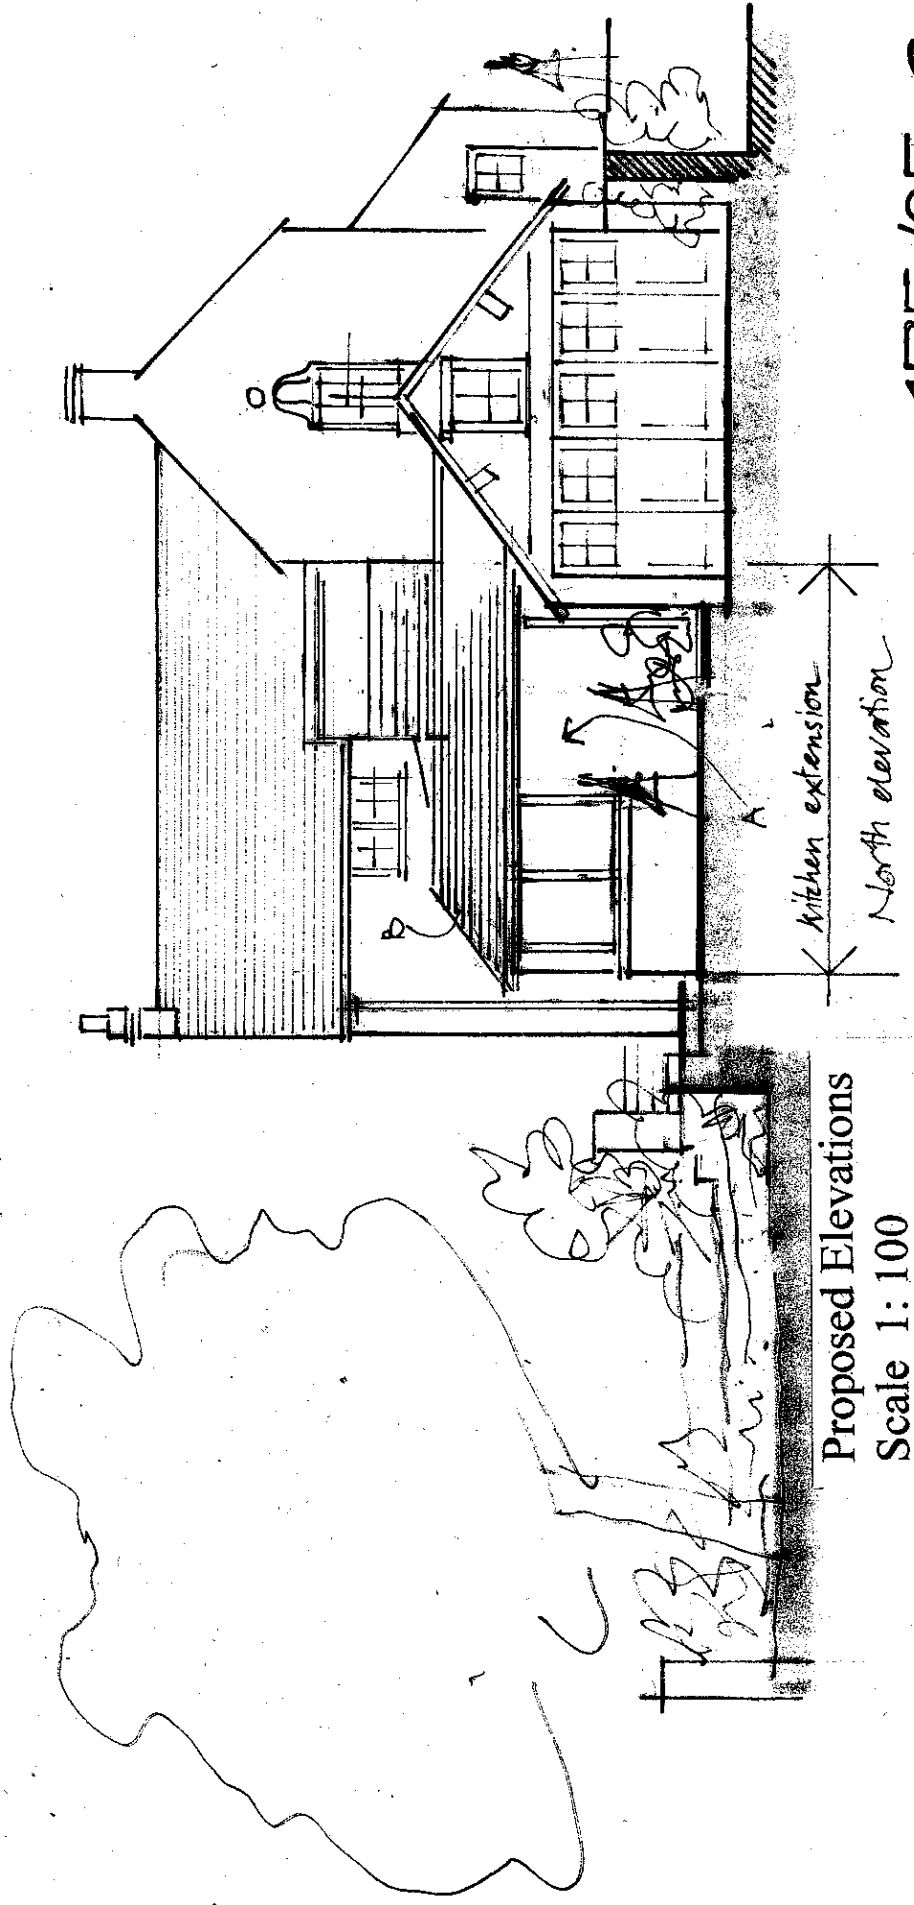 B
A
kitchen extension
North elevation
Proposed Elevations
Scale 1: 100